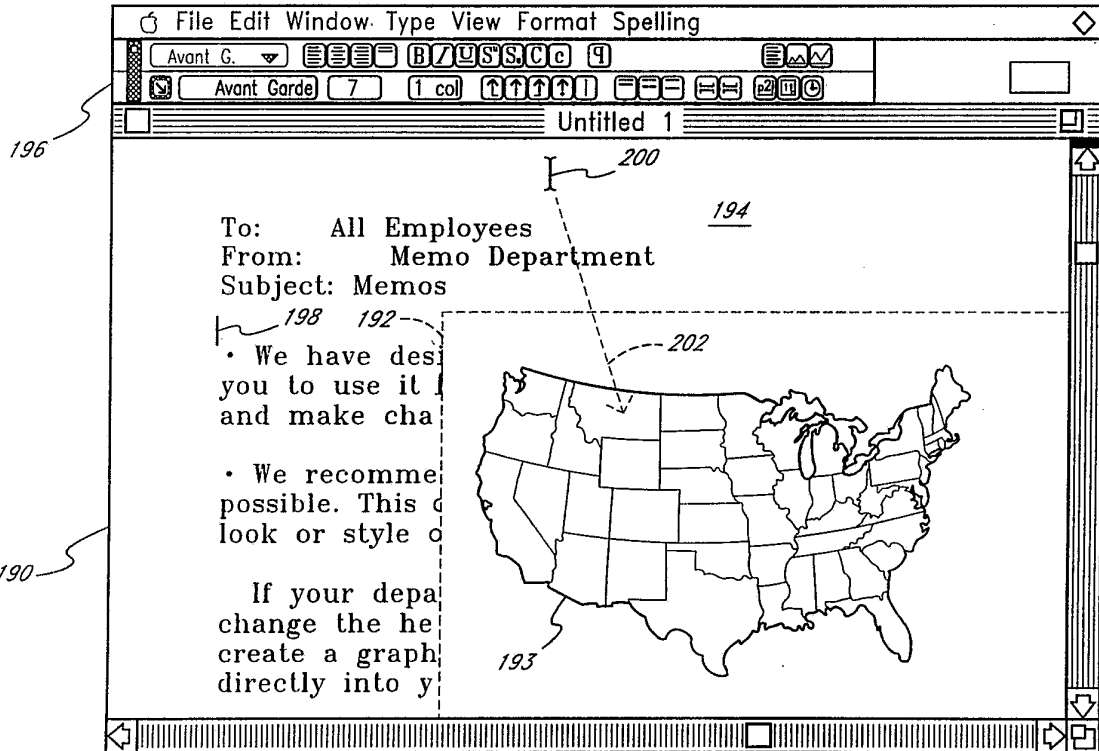 File Edit Window Type View Format Spelling
Avant G. B I U S S C c ¶
Avant Garde 7 1 col p2
Untitled 1
196
200
194
To: All Employees
From: Memo Department
Subject: Memos
198 192
202
• We have des
you to use it
and make cha
• We recomme
possible. This
look or style o
190
If your depa
change the he
create a graph
directly into y
193